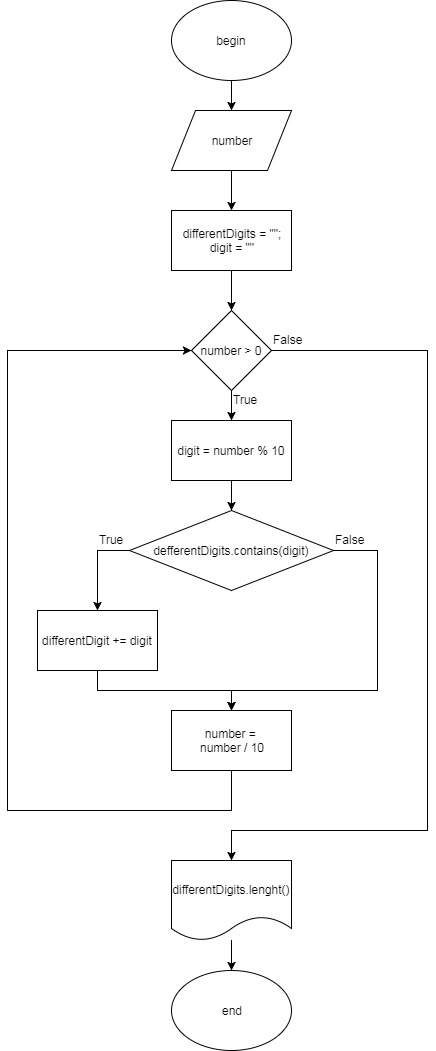 begin
number
differentDigits = "";
digit = ""
number > 0
False
True
digit = number % 10
True
defferentDigits.contains(digit)
False
differentDigit += digit
number =
number / 10
differentDigits.lenght()
end